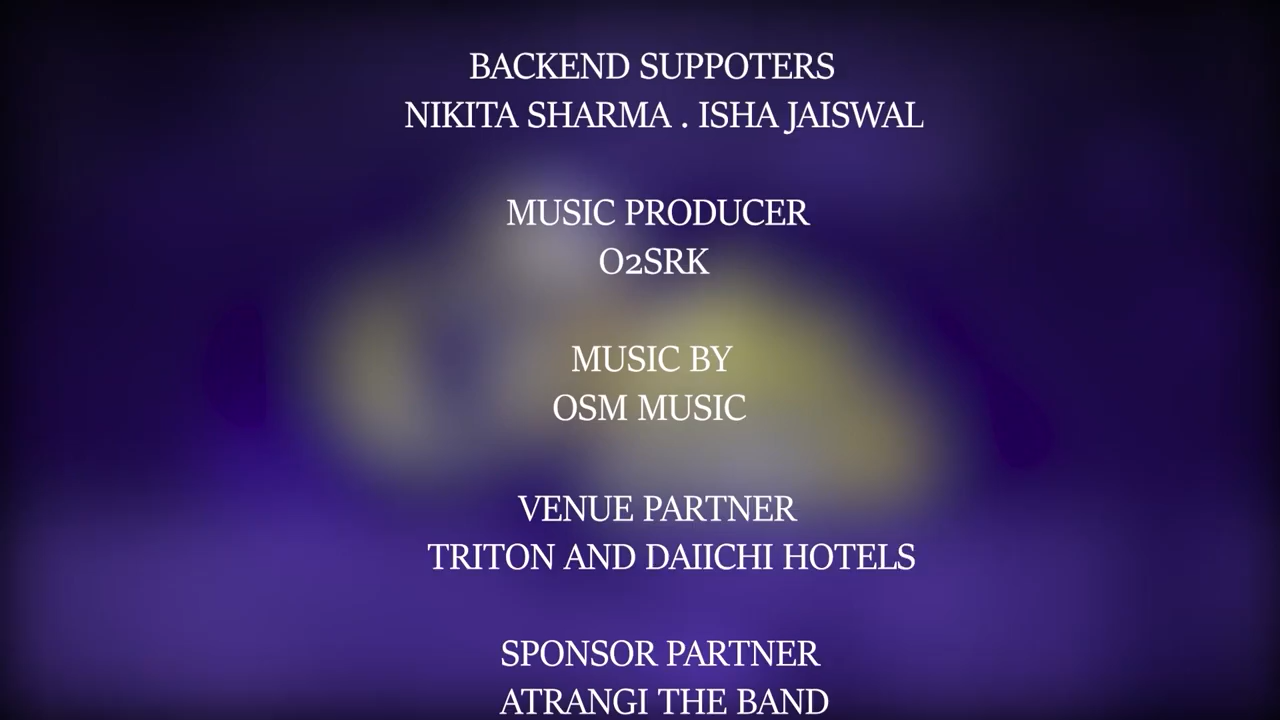 BACKEND SUPPOTERS
NIKITA SHARMA . ISHA JAISWAL
MUSIC PRODUCER
O2SRK
MUSIC BY
OSM MUSIC
VENUE PARTNER
TRITON AND DAIICHI HOTELS
SPONSOR PARTNER
ATRANGI THE BAND